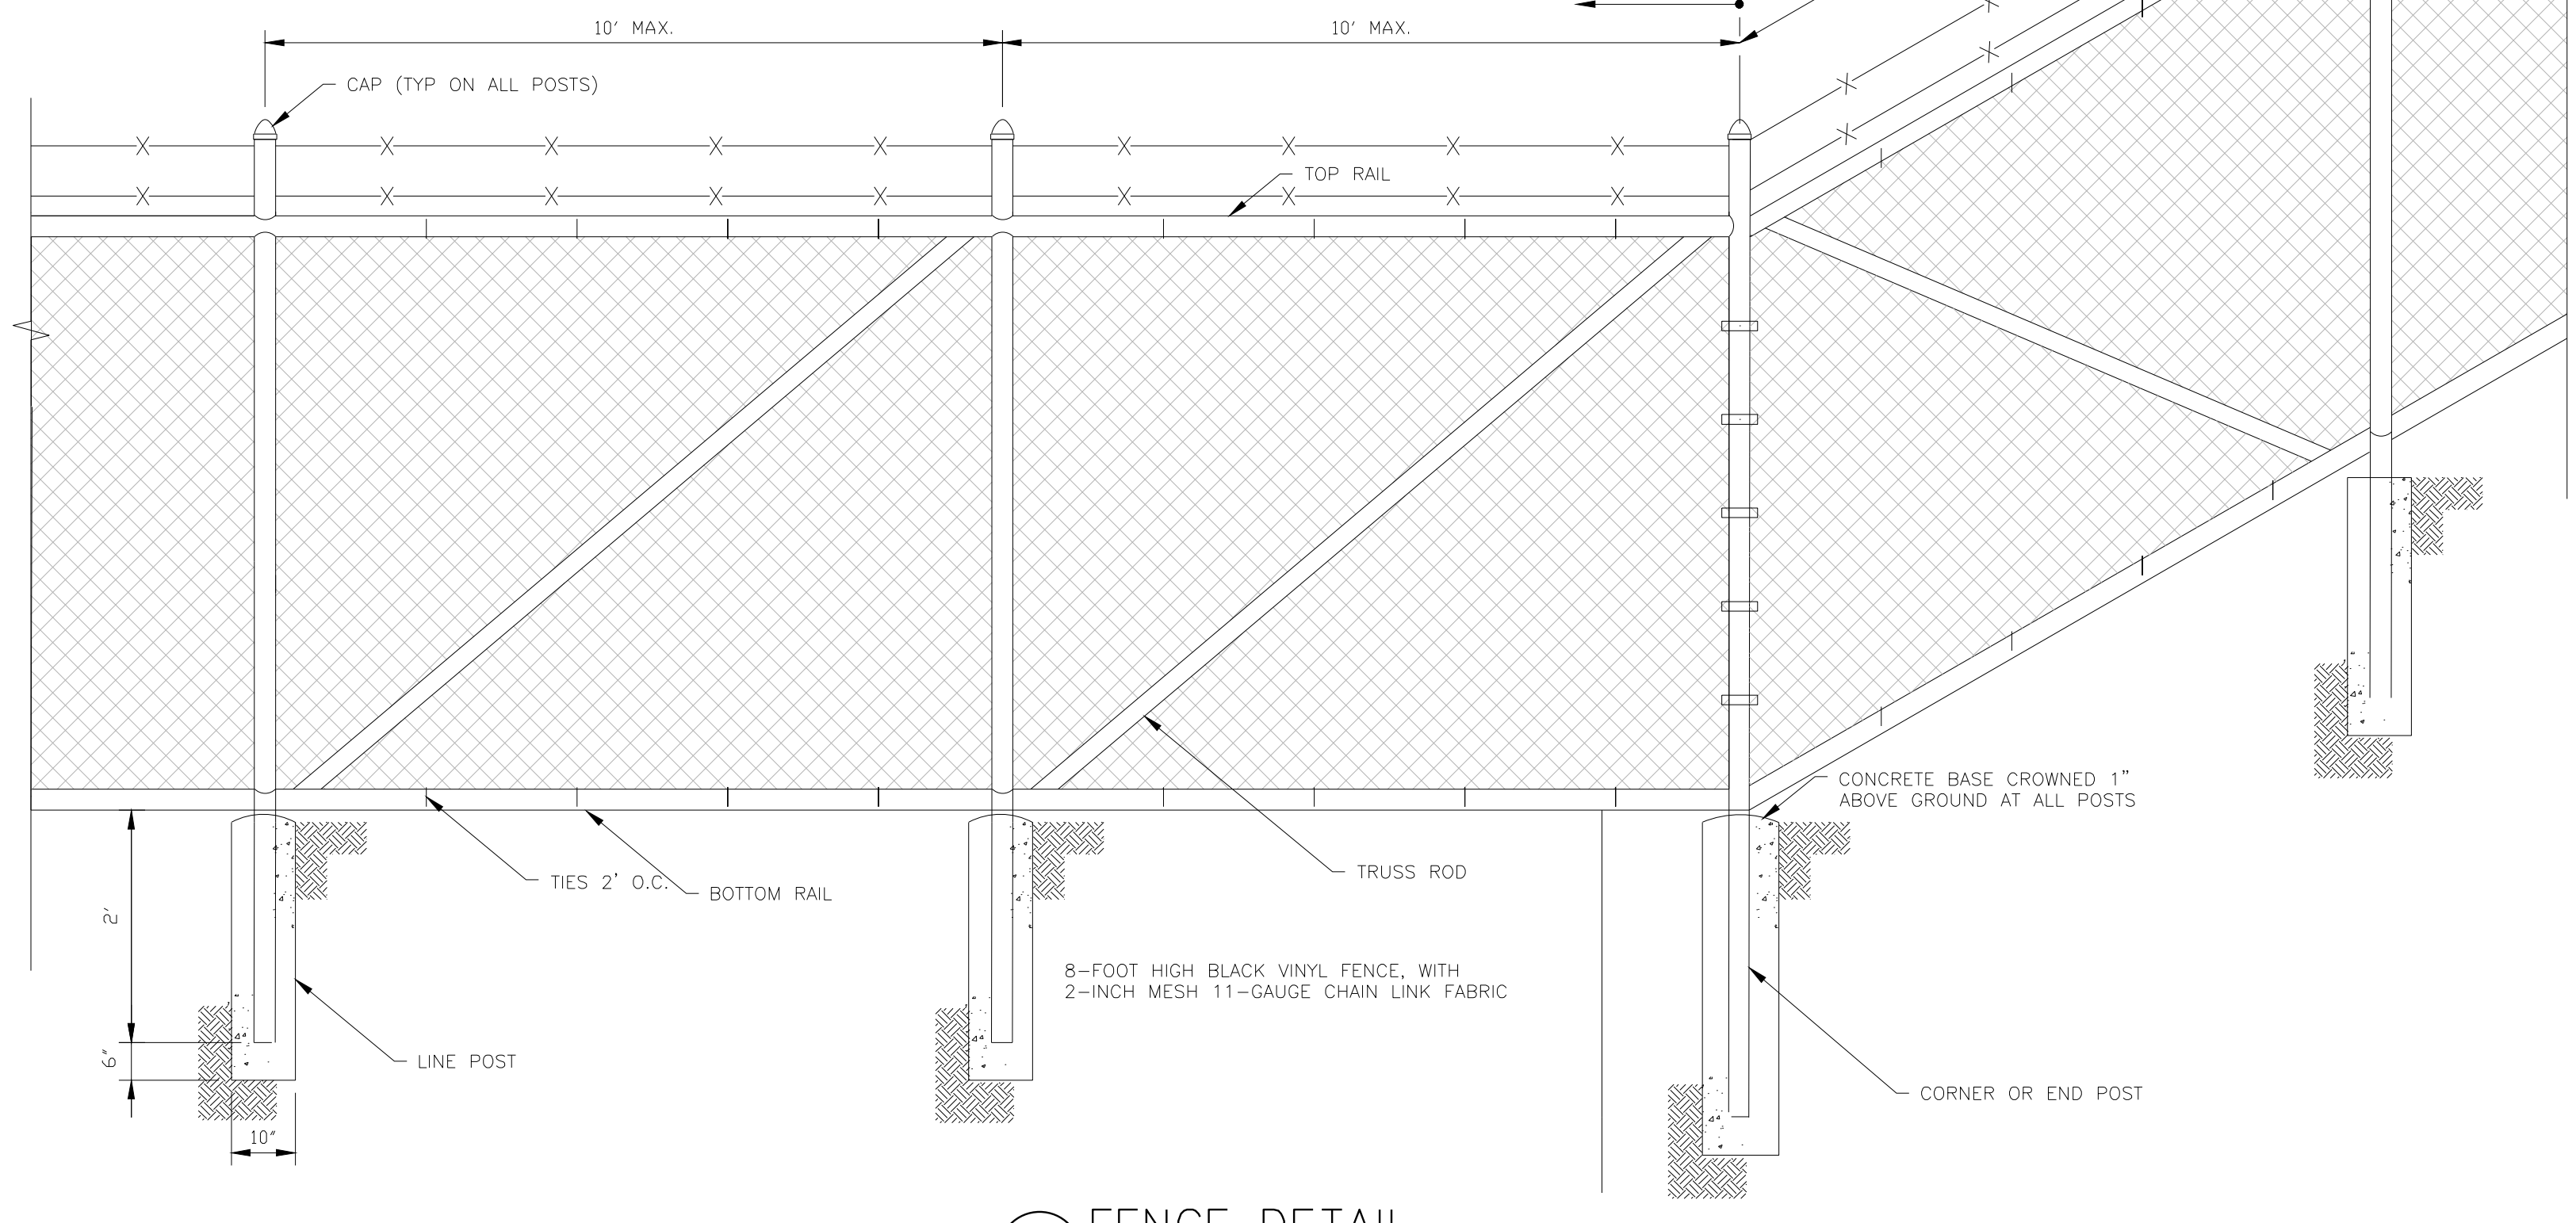 10' MAX.
10' MAX.
CAP (TYP ON ALL POSTS)
TOP RAIL
CONCRETE BASE CROWNED 1"
ABOVE GROUND AT ALL POSTS
TRUSS ROD
TIES 2' O.C.
BOTTOM RAIL
2'
8-FOOT HIGH BLACK VINYL FENCE, WITH
2-INCH MESH 11-GAUGE CHAIN LINK FABRIC
6"
LINE POST
CORNER OR END POST
10"
FENCE DETAIL